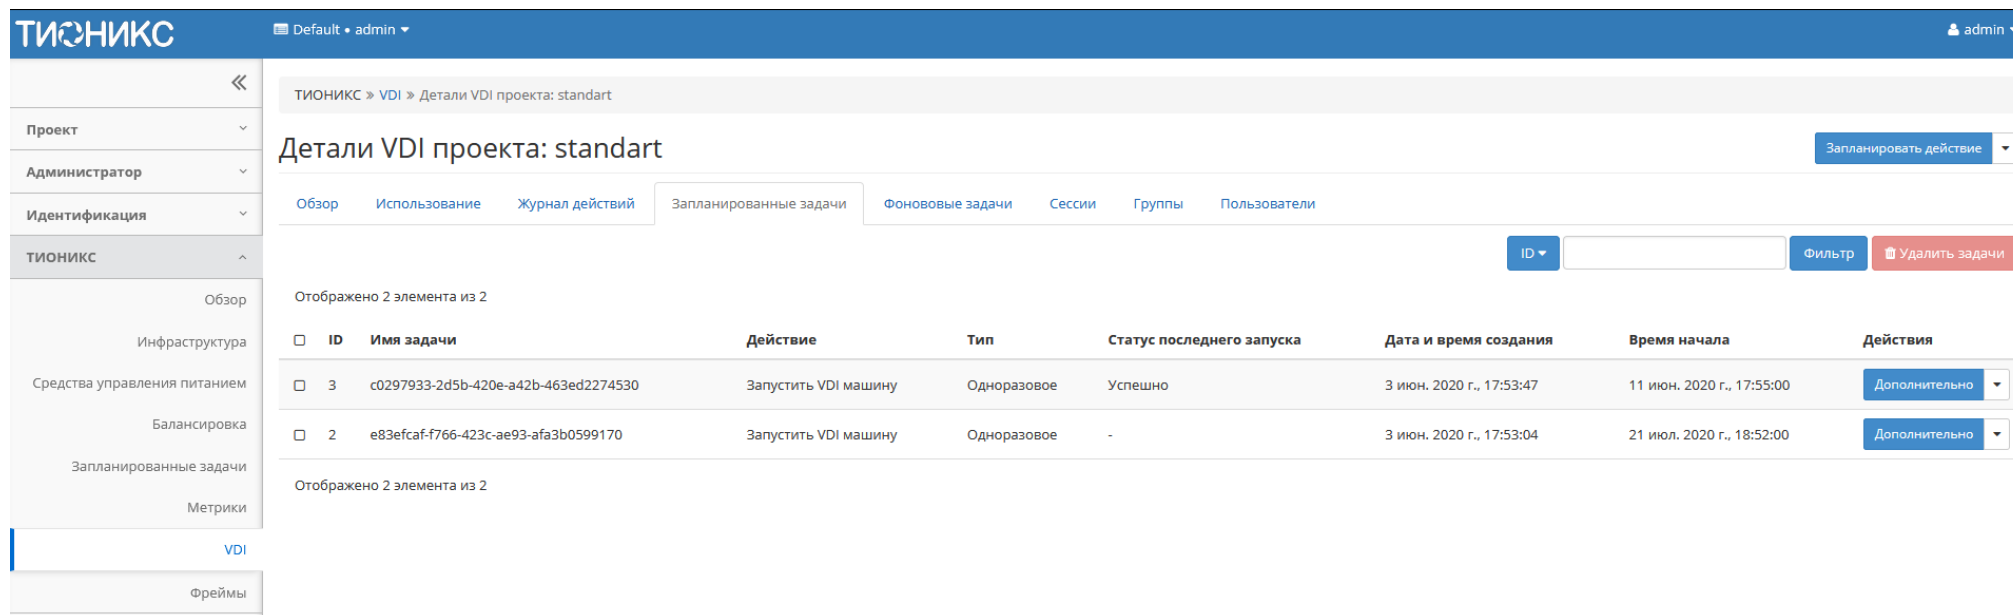 ТИОНИКС
Default • admin
admin
ТИОНИКС » VDI » Детали VDI проекта: standart
Проект
Администратор
Идентификация
ТИОНИКС
Обзор
Инфраструктура
Средства управления питанием
Балансировка
Запланированные задачи
Метрики
VDI
Фреймы
Детали VDI проекта: standart
Запланировать действие
Обзор Использование Журнал действий Запланированные задачи Фонововые задачи Сессии Группы Пользователи
ID Фильтр Удалить задачи
Отображено 2 элемента из 2
ID Имя задачи Действие Тип Статус последнего запуска Дата и время создания Время начала Действия
3 c0297933-2d5b-420e-a42b-463ed2274530 Запустить VDI машину Одноразовое Успешно 3 июн. 2020 г., 17:53:47 11 июн. 2020 г., 17:55:00 Дополнительно
2 e83efcaf-f766-423c-ae93-afa3b0599170 Запустить VDI машину Одноразовое - 3 июн. 2020 г., 17:53:04 21 июл. 2020 г., 18:52:00 Дополнительно
Отображено 2 элемента из 2